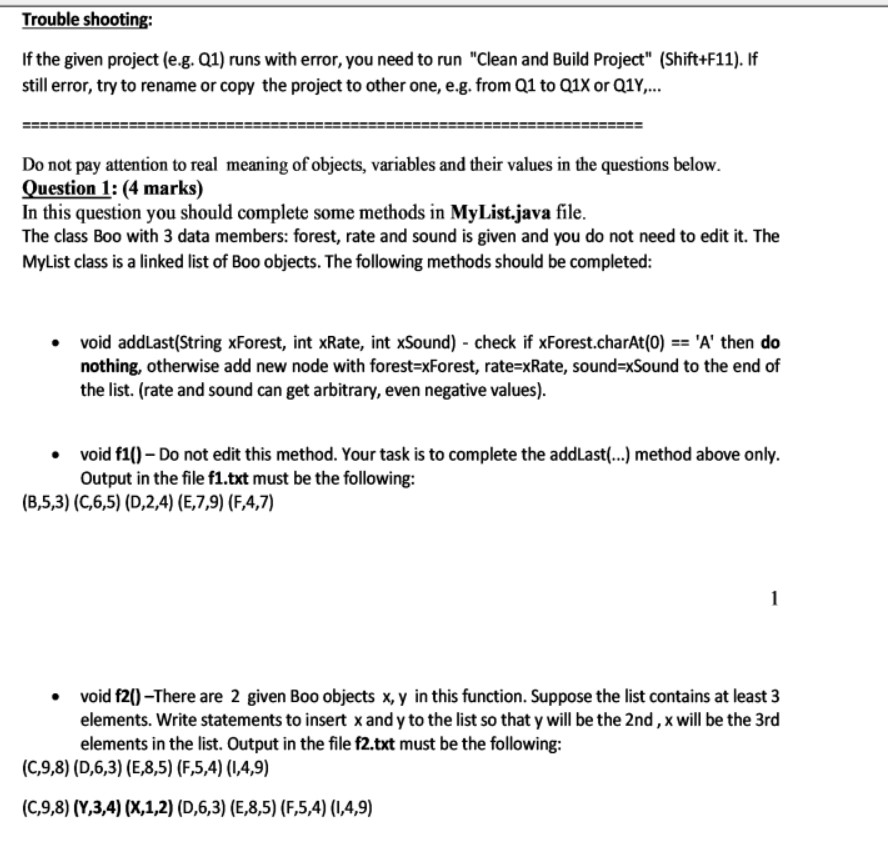 Trouble shooting:
If the given project (e.g. Q1) runs with error, you need to run "Clean and Build Project" (Shift+F11). If
still error, try to rename or copy the project to other one, e.g. from Q1 to Q1X or Q1Y,...
=======================================================================
Do not pay attention to real meaning of objects, variables and their values in the questions below.
Question 1: (4 marks)
In this question you should complete some methods in MyList.java file.
The class Boo with 3 data members: forest, rate and sound is given and you do not need to edit it. The
MyList class is a linked list of Boo objects. The following methods should be completed:
• void addLast(String xForest, int xRate, int xSound) - check if xForest.charAt(0) == 'A' then do
nothing, otherwise add new node with forest=xForest, rate=xRate, sound=xSound to the end of
the list. (rate and sound can get arbitrary, even negative values).
• void f1() – Do not edit this method. Your task is to complete the addLast(...) method above only.
Output in the file f1.txt must be the following:
(B,5,3) (C,6,5) (D,2,4) (E,7,9) (F,4,7)
1
• void f2() –There are 2 given Boo objects x, y in this function. Suppose the list contains at least 3
elements. Write statements to insert x and y to the list so that y will be the 2nd , x will be the 3rd
elements in the list. Output in the file f2.txt must be the following:
(C,9,8) (D,6,3) (E,8,5) (F,5,4) (I,4,9)
(C,9,8) (Y,3,4) (X,1,2) (D,6,3) (E,8,5) (F,5,4) (I,4,9)